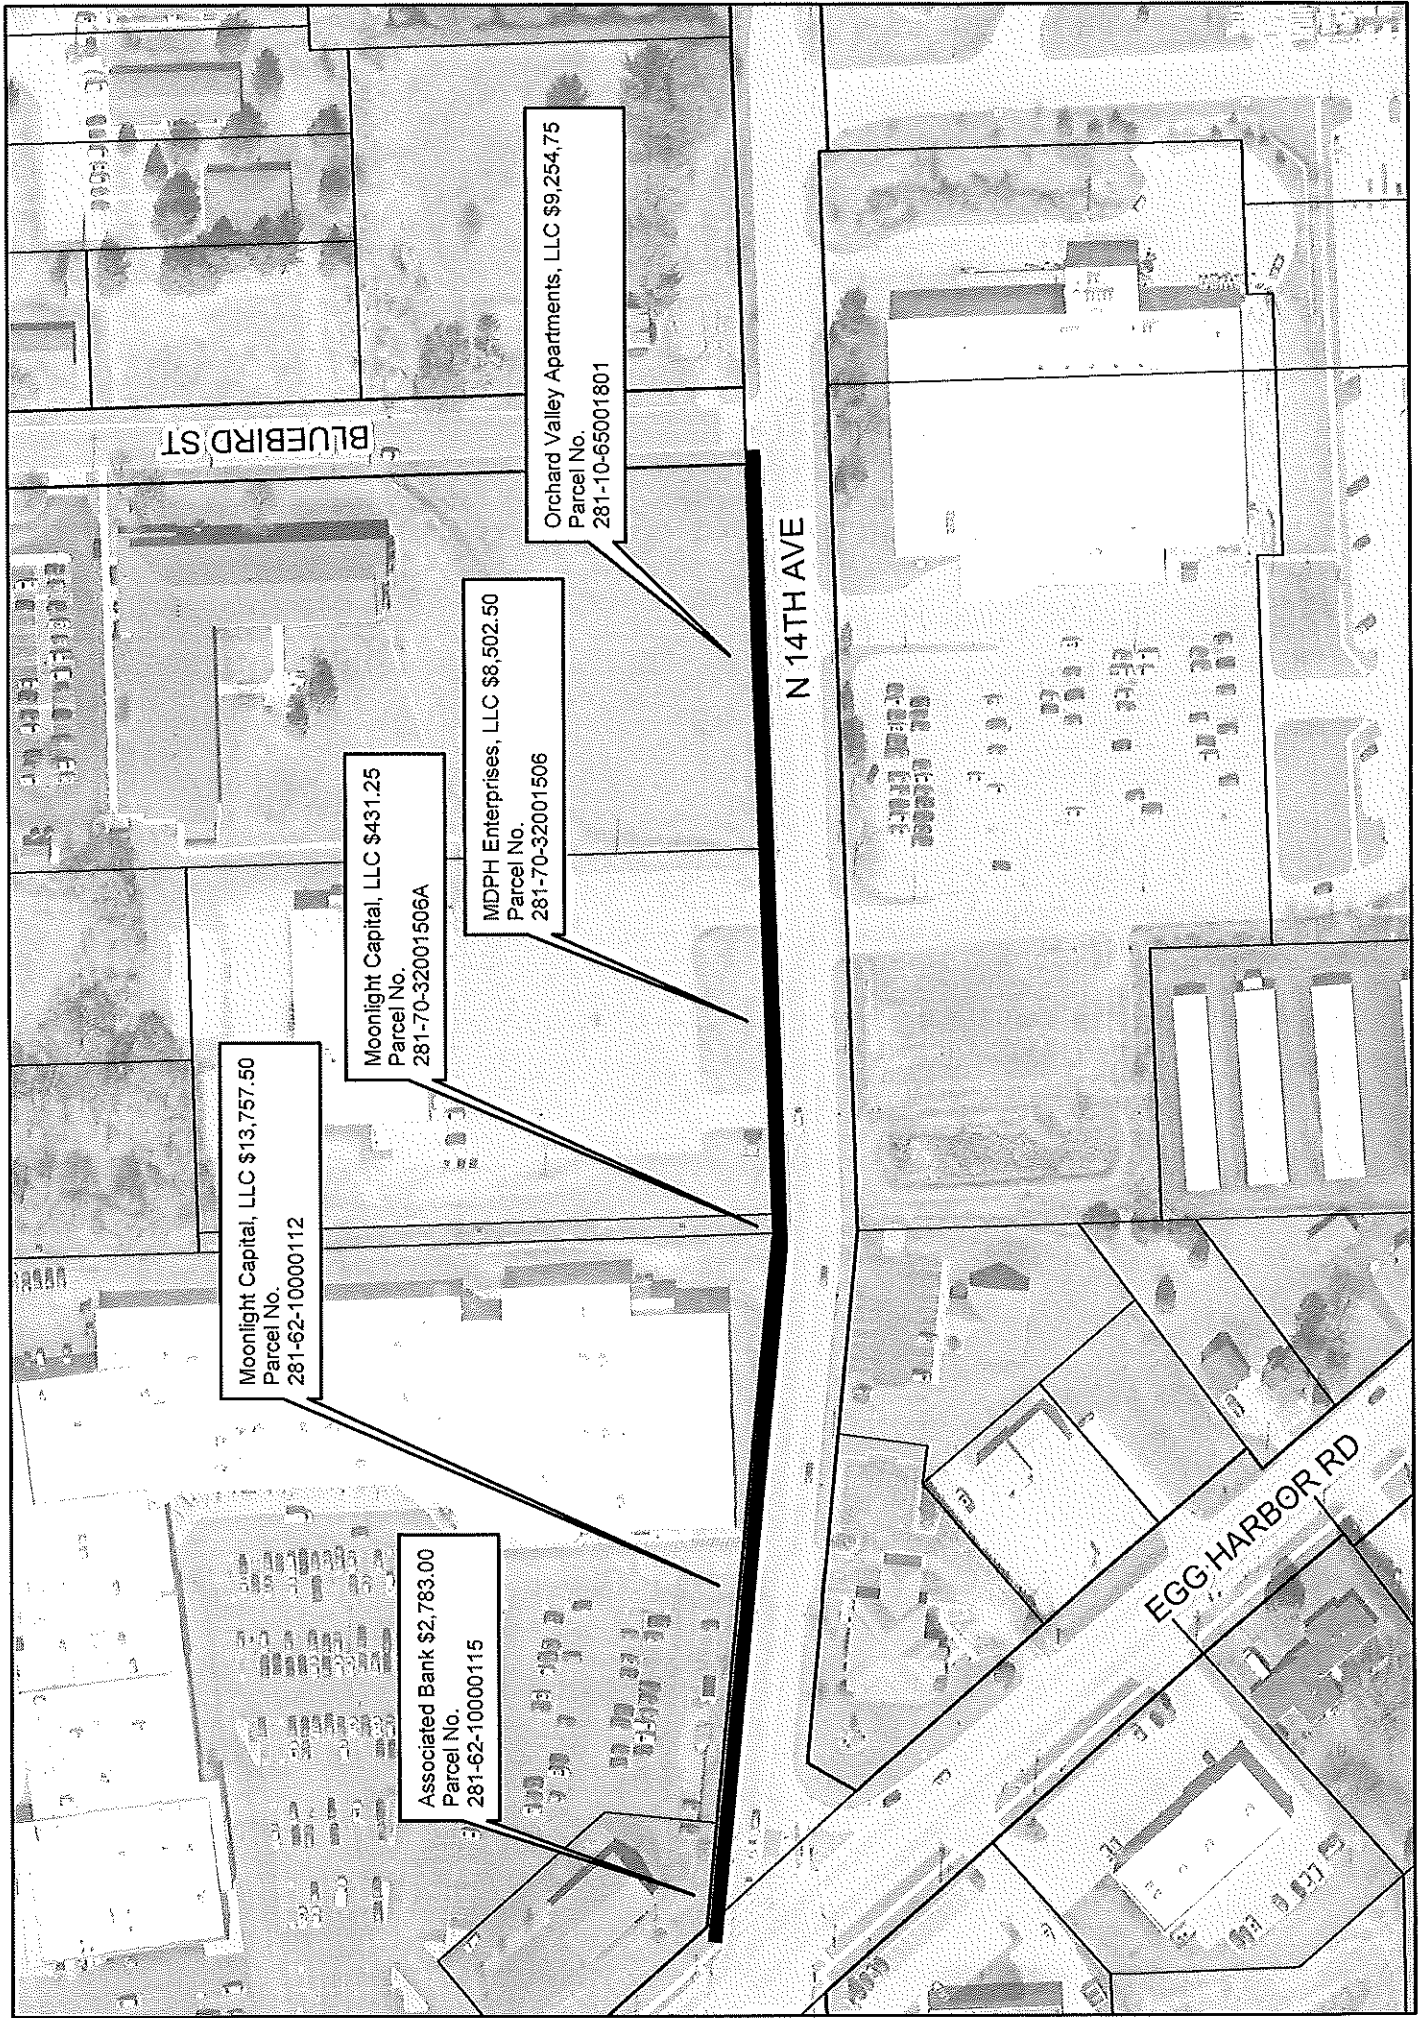 Associated Bank $2,783.00
Parcel No.
281-62-10000115
Moonlight Capital, LLC $13,757.50
Parcel No.
281-62-10000112
Moonlight Capital, LLC $431.25
Parcel No.
281-70-32001506A
MDPH Enterprises, LLC $8,502.50
Parcel No.
281-70-32001506
Orchard Valley Apartments, LLC $9,254,75
Parcel No.
281-10-65001801
BLUEBIRD ST
N 14TH AVE
EGG HARBOR RD